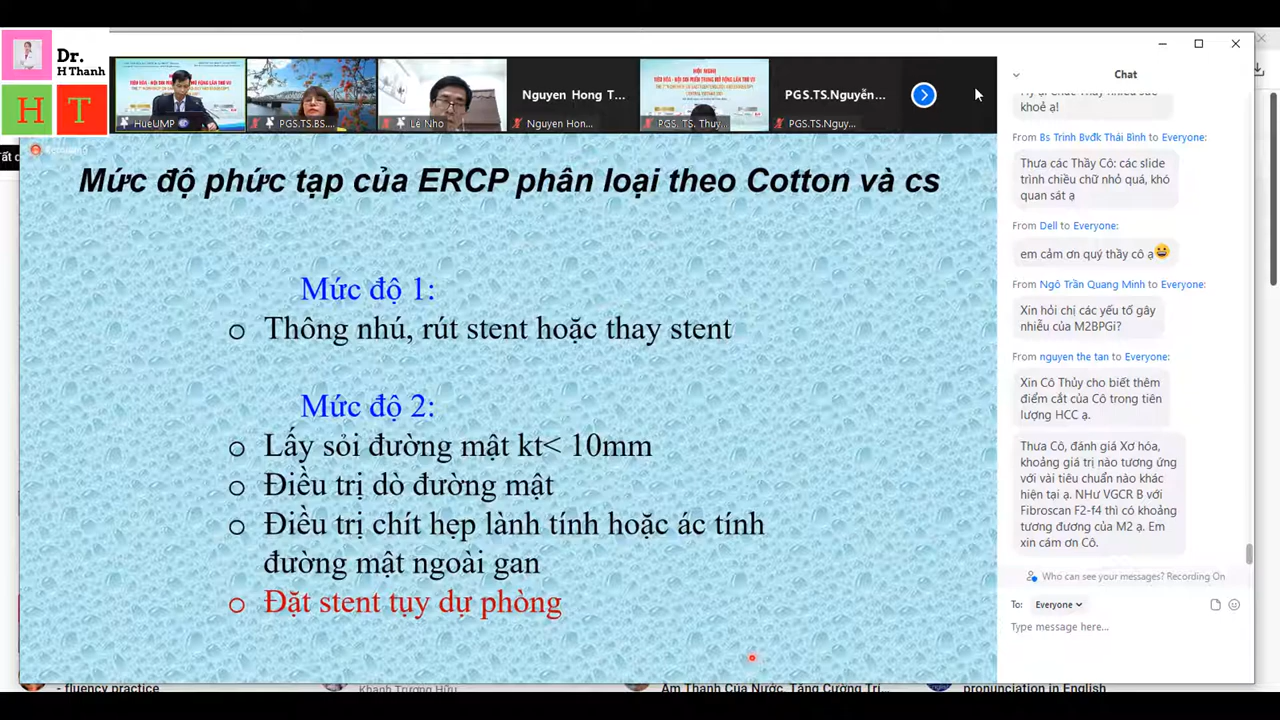 Dr.
H Thanh
H T
HueUMP
PGS.TS.BS....
Lê Nho
Nguyen Hong T...
Nguyen Hon...
PGS. TS. Thuy...
PGS.TS.Nguyễn...
PGS.TS.Nguy...
Mức độ phức tạp của ERCP phân loại theo Cotton và cs
Mức độ 1:
o Thông nhú, rút stent hoặc thay stent
Mức độ 2:
o Lấy sỏi đường mật kt< 10mm
o Điều trị dò đường mật
o Điều trị chít hẹp lành tính hoặc ác tính
đường mật ngoài gan
o Đặt stent tụy dự phòng
Chat
khoẻ ạ!
From Bs Trinh Bvđk Thái Bình to Everyone:
Thưa các Thầy Cô: các slide
trình chiều chữ nhỏ quá, khó
quan sát ạ
From Dell to Everyone:
em cảm ơn quý thầy cô ạ😀
From Ngô Trần Quang Minh to Everyone:
Xin hỏi chị các yếu tố gây
nhiễu của M2BPGi?
From nguyen the tan to Everyone:
Xin Cô Thủy cho biết thêm
điểm cắt của Cô trong tiên
lượng HCC ạ.
Thưa Cô, đánh giá Xơ hóa,
khoảng giá trị nào tương ứng
với vài tiêu chuẩn nào khác
hiện tại ạ. NHư VGCR B với
Fibroscan F2-f4 thì có khoảng
tương đương của M2 ạ. Em
xin cám ơn Cô.
Who can see your messages? Recording On
To: Everyone
Type message here...
- fluency practice
Khanh Trương Hữu
Âm Thanh Của Nước, Tăng Cường Trí...
pronunciation in English